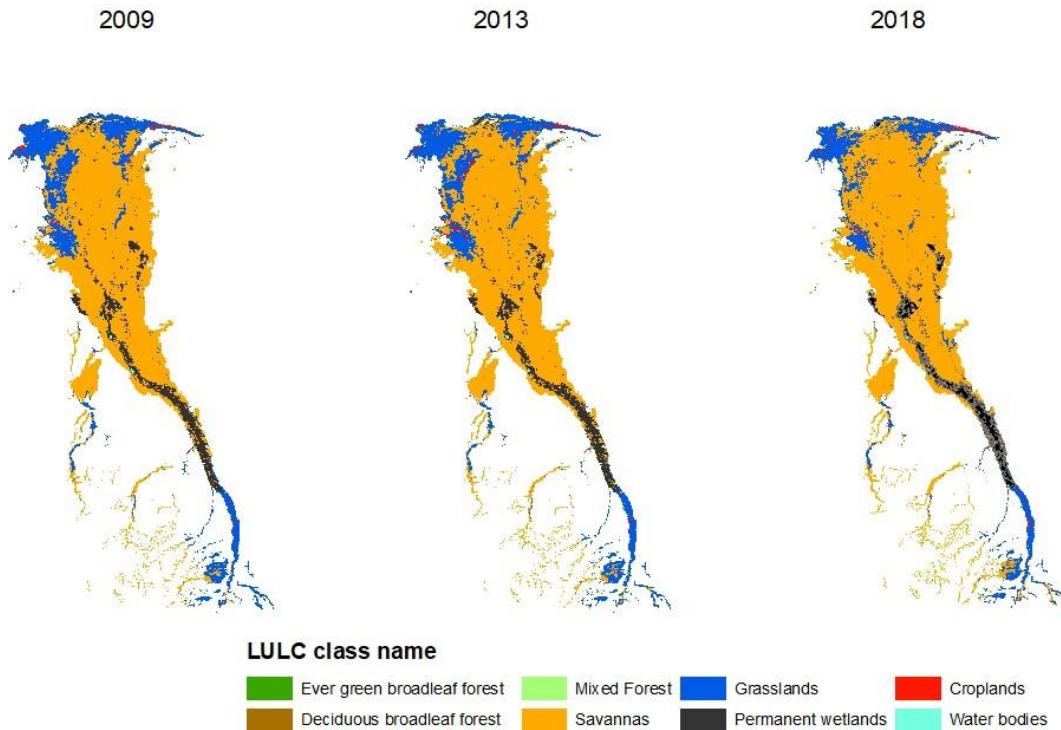 2009 2013 2018
LULC class name
Ever green broadleaf forest Mixed Forest Grasslands Croplands
Deciduous broadleaf forest Savannas Permanent wetlands Water bodies